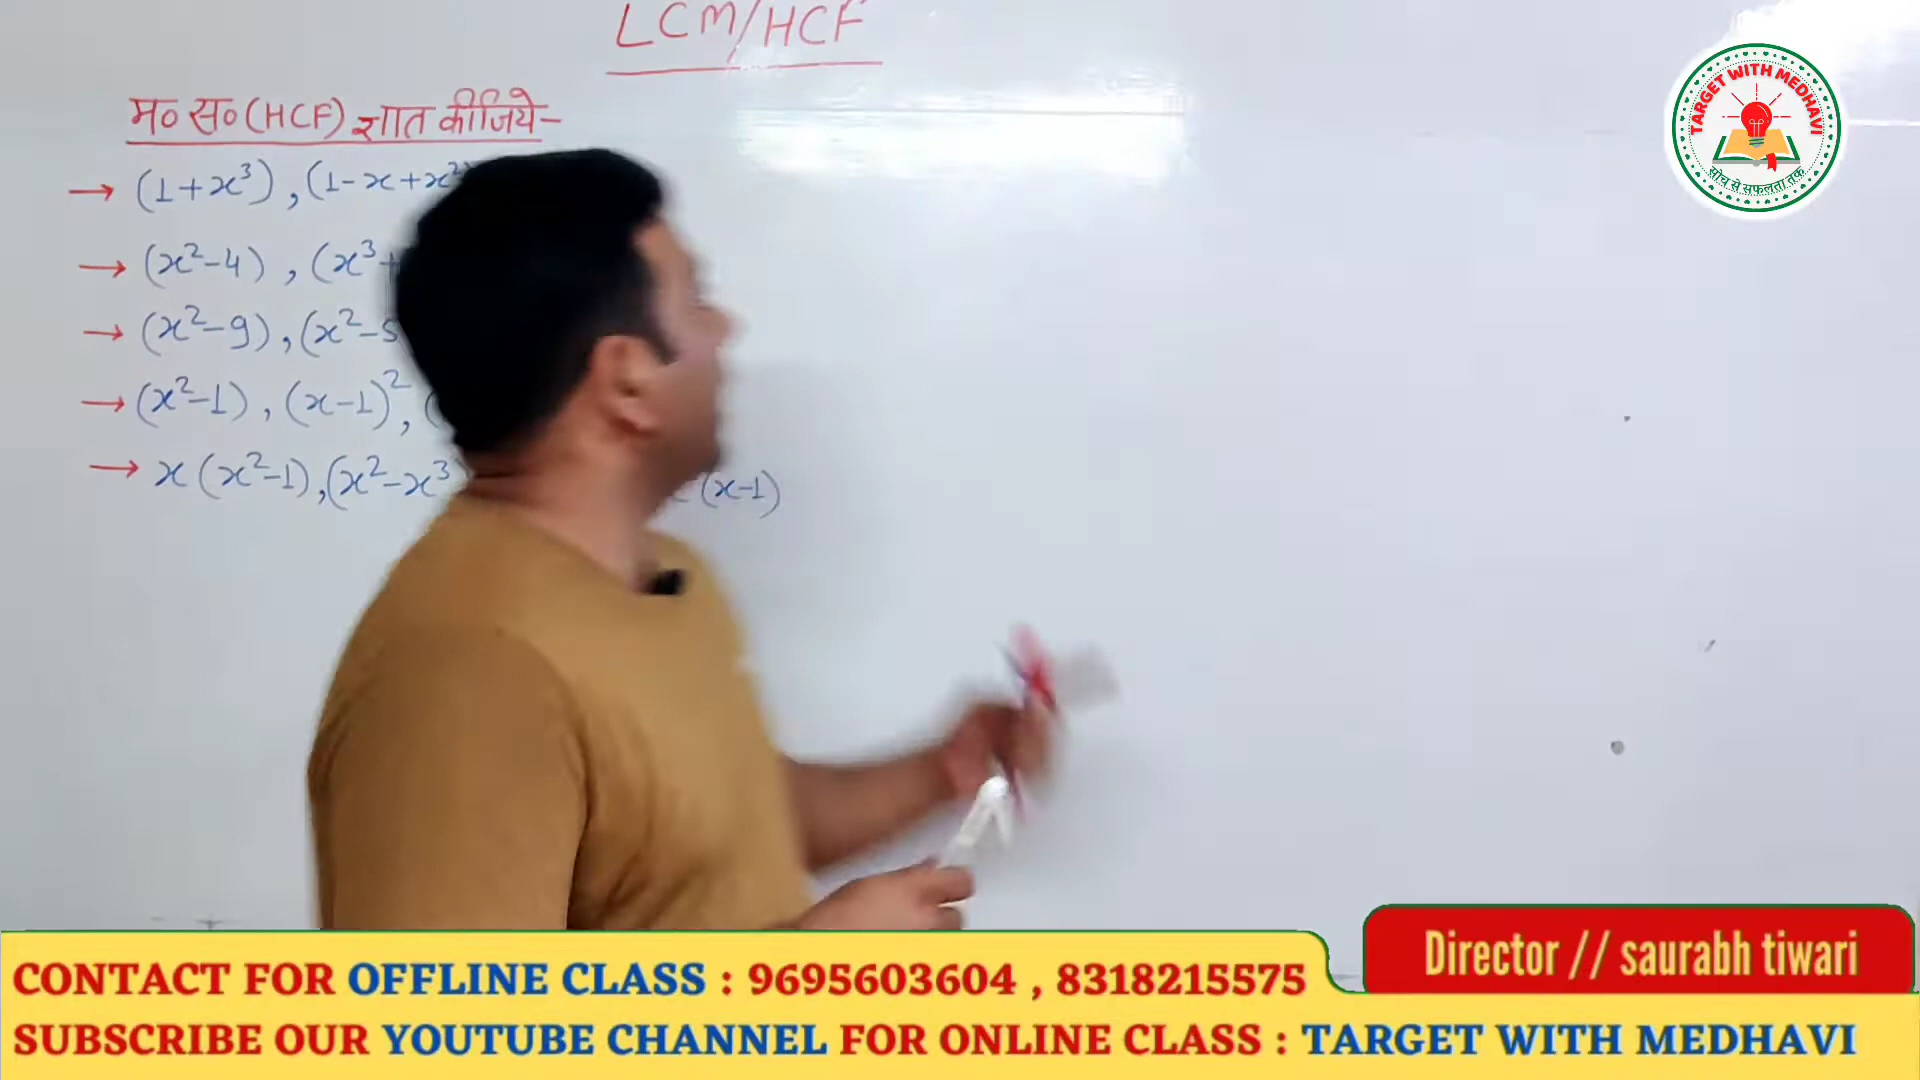 LCM/HCF
म० स० (HCF) ज्ञात कीजिये-
→ (1+x³), (1-x+x²)
→ (x²-4), (x³+
→ (x²-9), (x²-5
→ (x²-1), (x-1)², (
→ x(x²-1), (x²-x³) (x-1)
TARGET WITH MEDHAVI
सोच से सफलता तक
Director // saurabh tiwari
CONTACT FOR OFFLINE CLASS : 9695603604 , 8318215575
SUBSCRIBE OUR YOUTUBE CHANNEL FOR ONLINE CLASS : TARGET WITH MEDHAVI